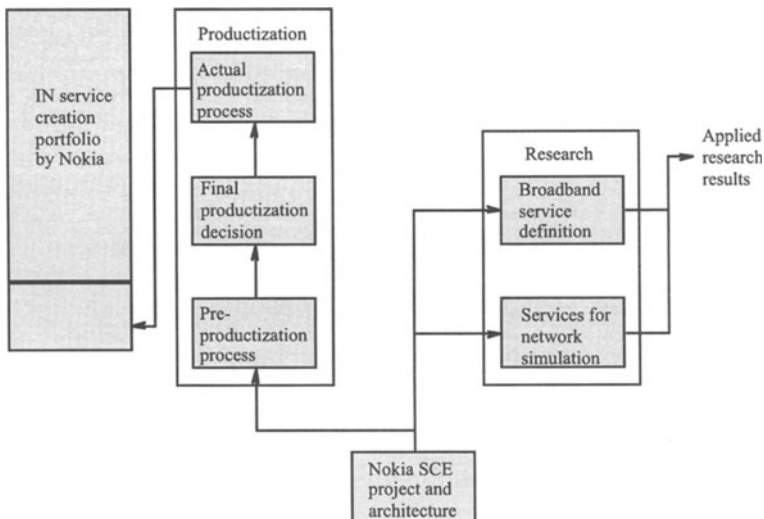 Productization
Actual
productization
process
IN service
creation
portfolio
by Nokia
Final
productization
decision
Pre-
productization
process
Research
Broadband
service
definition
Services for
network
simulation
Applied
research
results
Nokia SCE
project and
architecture